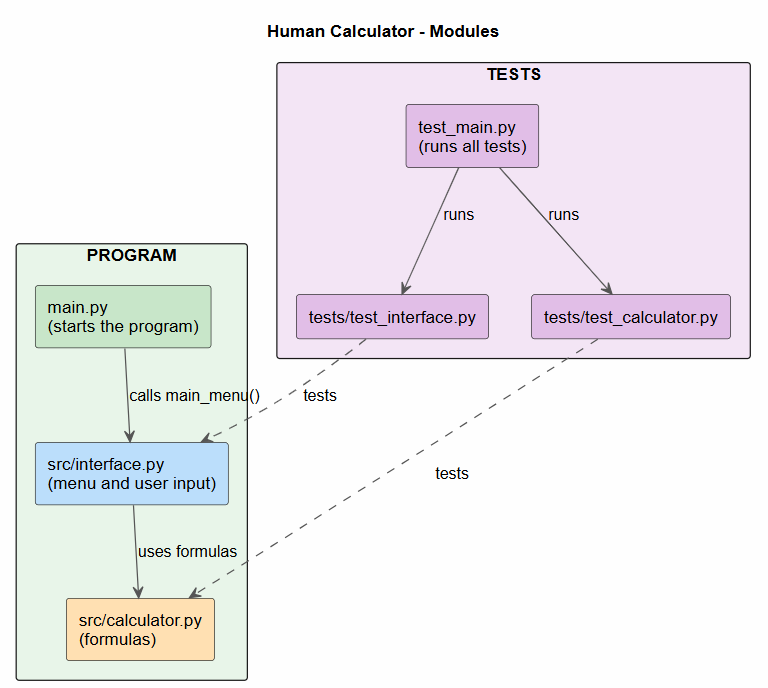 Human Calculator - Modules
TESTS
test_main.py
(runs all tests)
runs
runs
PROGRAM
main.py
(starts the program)
tests/test_interface.py
tests/test_calculator.py
calls main_menu()
tests
src/interface.py
(menu and user input)
tests
uses formulas
src/calculator.py
(formulas)